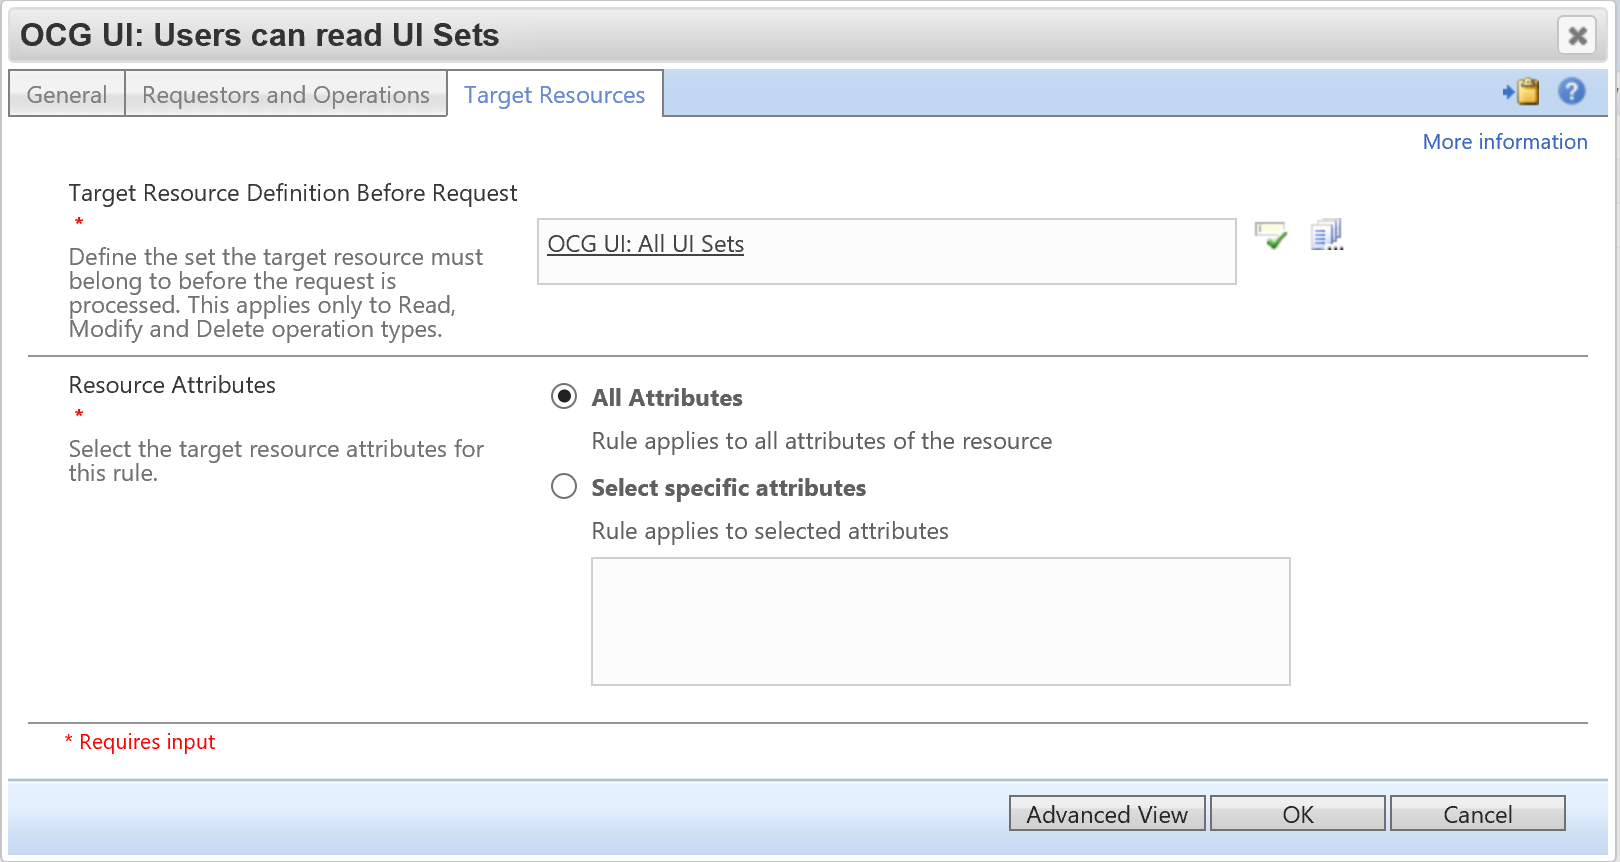 OCG UI: Users can read UI Sets
General
Requestors and Operations
Target Resources
More information
Target Resource Definition Before Request
*
Define the set the target resource must
belong to before the request is
processed. This applies only to Read,
Modify and Delete operation types.
OCG UI: All UI Sets
Resource Attributes
*
Select the target resource attributes for
this rule.
All Attributes
Rule applies to all attributes of the resource
Select specific attributes
Rule applies to selected attributes
* Requires input
Advanced View
OK
Cancel